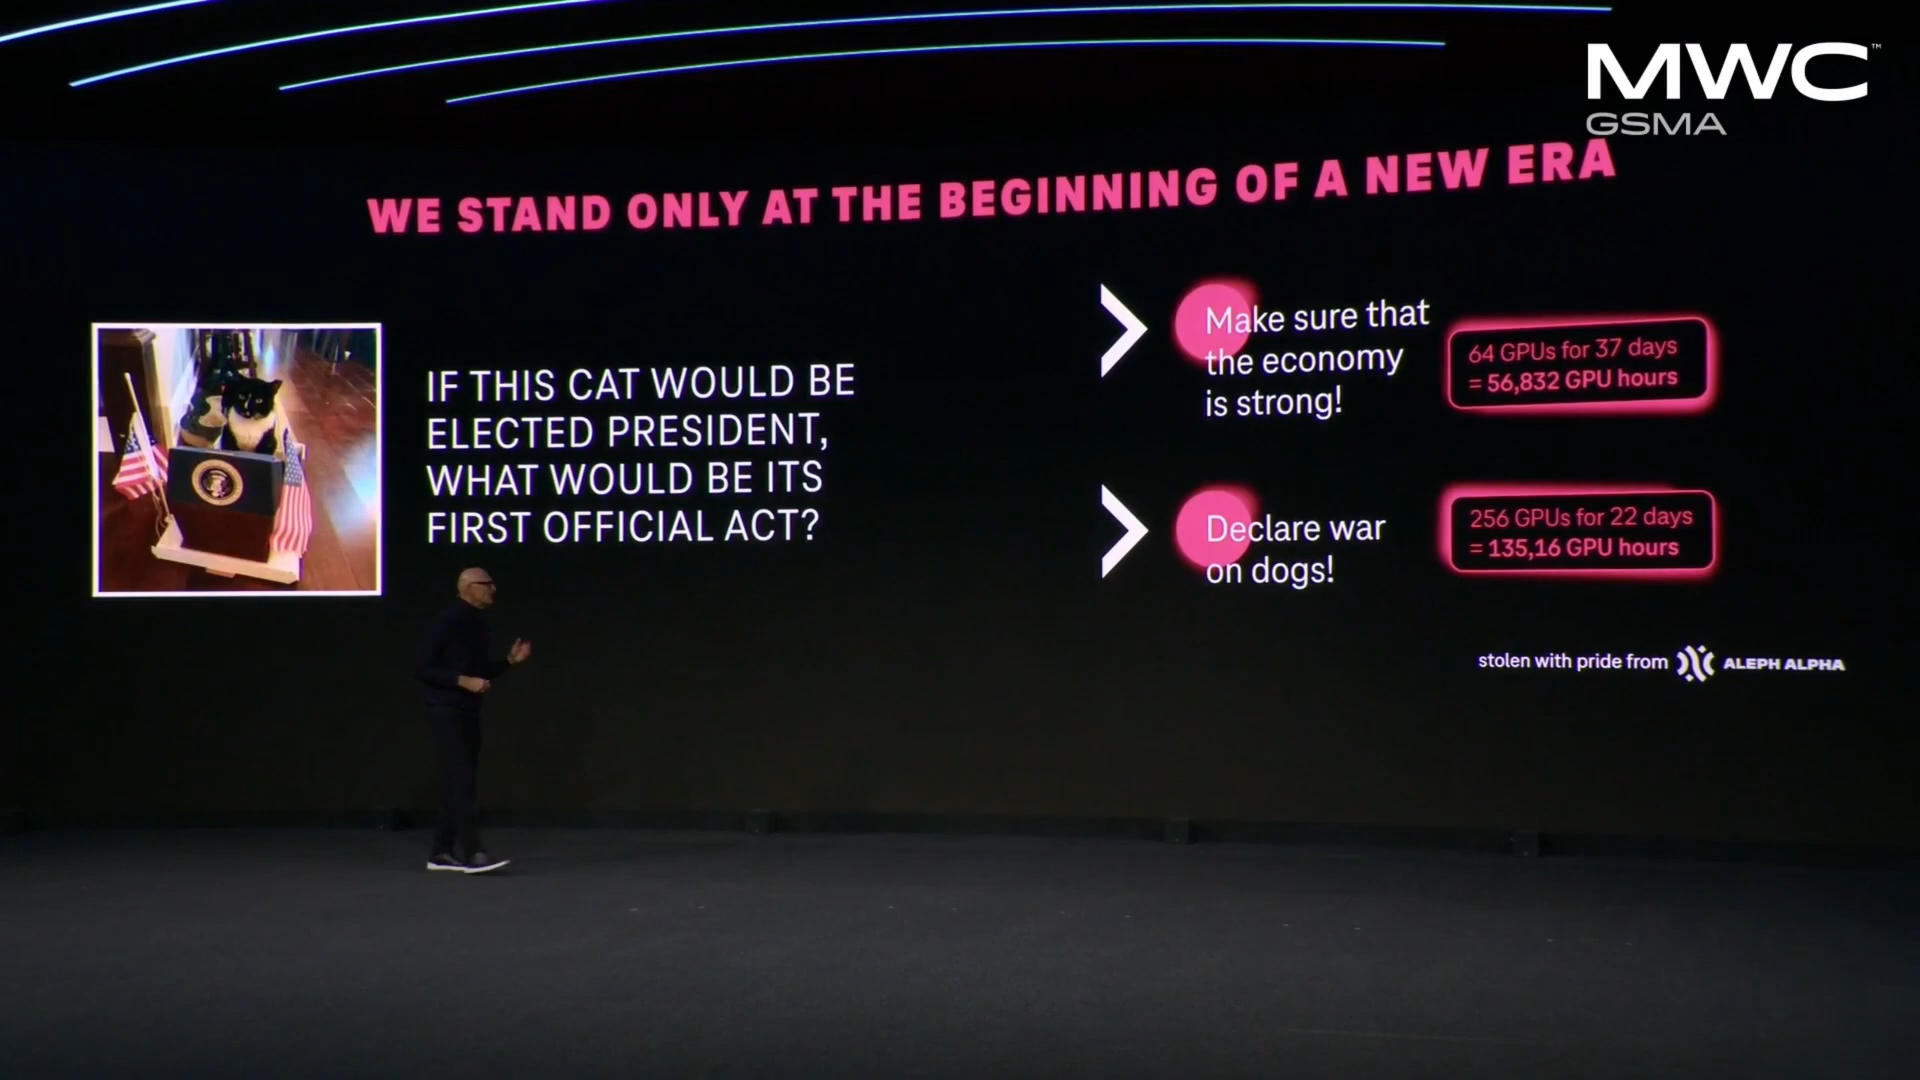 MWC™
GSMA
WE STAND ONLY AT THE BEGINNING OF A NEW ERA
IF THIS CAT WOULD BE
ELECTED PRESIDENT,
WHAT WOULD BE ITS
FIRST OFFICIAL ACT?
Make sure that
the economy
is strong!
64 GPUs for 37 days
= 56,832 GPU hours
Declare war
on dogs!
256 GPUs for 22 days
= 135,16 GPU hours
stolen with pride from ALEPH ALPHA